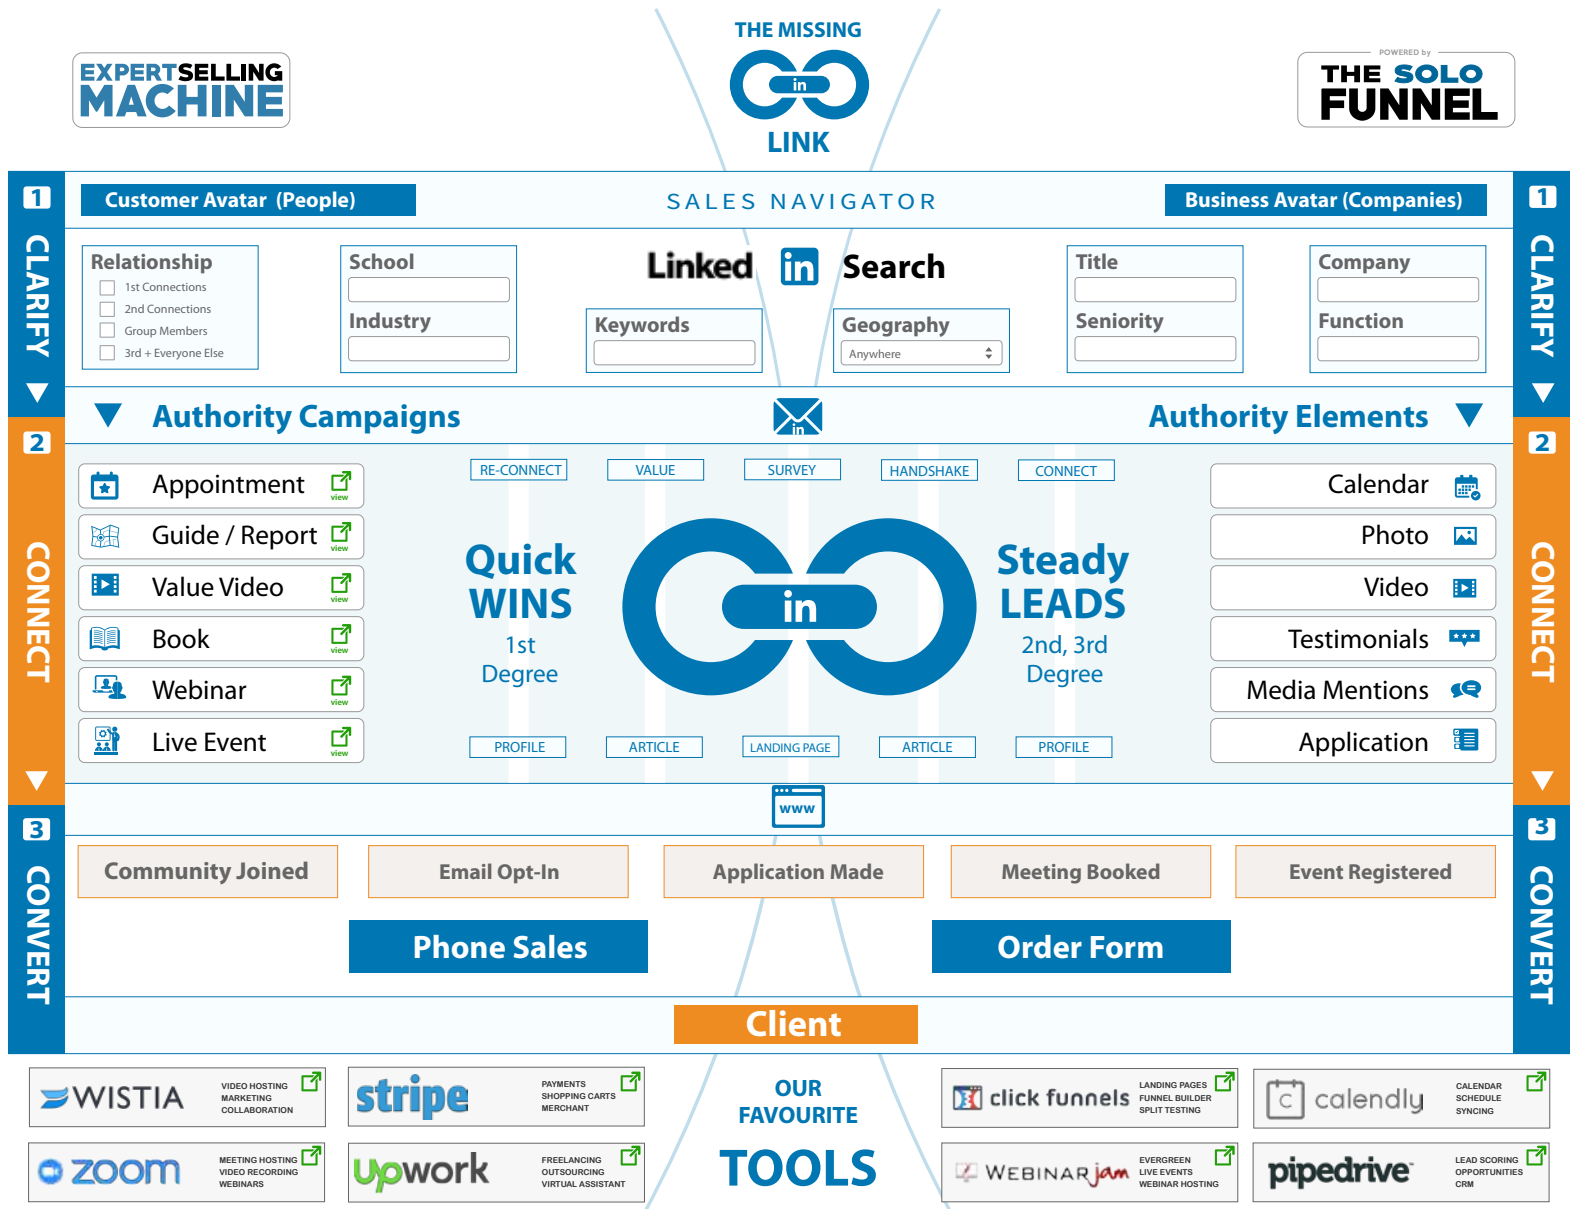 THE MISSING
in
LINK
EXPERTSELLING
MACHINE
POWERED by
THE SOLO
FUNNEL
1
CLARIFY
Customer Avatar (People)
SALES NAVIGATOR
Business Avatar (Companies)
1
CLARIFY
Relationship
1st Connections
2nd Connections
Group Members
3rd + Everyone Else
School
Industry
Linked in Search
Keywords
Geography
Anywhere
Title
Seniority
Company
Function
2
CONNECT
Authority Campaigns
in
Authority Elements
2
CONNECT
Appointment view
Guide / Report view
Value Video view
Book view
Webinar view
Live Event view
RE-CONNECT
VALUE
SURVEY
HANDSHAKE
CONNECT
Quick
WINS
1st
Degree
in
Steady
LEADS
2nd, 3rd
Degree
PROFILE
ARTICLE
LANDING PAGE
ARTICLE
PROFILE
Calendar
Photo
Video
Testimonials
Media Mentions
Application
www
3
CONVERT
3
CONVERT
Community Joined
Email Opt-In
Application Made
Meeting Booked
Event Registered
Phone Sales
Order Form
Client
WISTIA
VIDEO HOSTING
MARKETING
COLLABORATION
stripe
PAYMENTS
SHOPPING CARTS
MERCHANT
OUR
FAVOURITE
TOOLS
click funnels
LANDING PAGES
FUNNEL BUILDER
SPLIT TESTING
C calendly
CALENDAR
SCHEDULE
SYNCING
zoom
MEETING HOSTING
VIDEO RECORDING
WEBINARS
upwork
FREELANCING
OUTSOURCING
VIRTUAL ASSISTANT
WEBINARjam
EVERGREEN
LIVE EVENTS
WEBINAR HOSTING
pipedrive
LEAD SCORING
OPPORTUNITIES
CRM